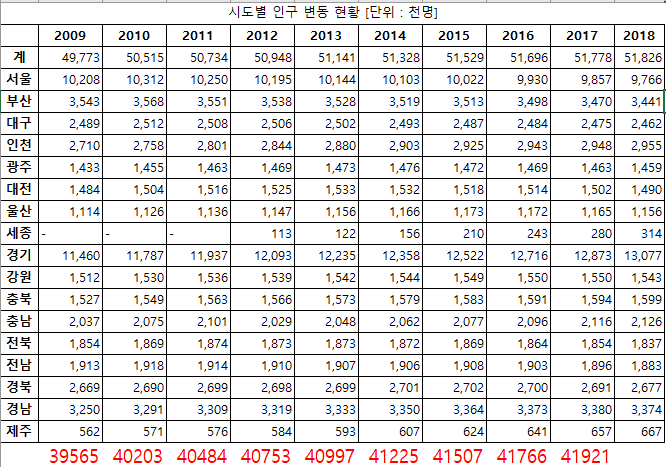 시도별 인구 변동 현황 [단위 : 천명]
2009 2010 2011 2012 2013 2014 2015 2016 2017 2018
계 49,773 50,515 50,734 50,948 51,141 51,328 51,529 51,696 51,778 51,826
서울 10,208 10,312 10,250 10,195 10,144 10,103 10,022 9,930 9,857 9,766
부산 3,543 3,568 3,551 3,538 3,528 3,519 3,513 3,498 3,470 3,441
대구 2,489 2,512 2,508 2,506 2,502 2,493 2,487 2,484 2,475 2,462
인천 2,710 2,758 2,801 2,844 2,880 2,903 2,925 2,943 2,948 2,955
광주 1,433 1,455 1,463 1,469 1,473 1,476 1,472 1,469 1,463 1,459
대전 1,484 1,504 1,516 1,525 1,533 1,532 1,518 1,514 1,502 1,490
울산 1,114 1,126 1,136 1,147 1,156 1,166 1,173 1,172 1,165 1,156
세종 - - - 113 122 156 210 243 280 314
경기 11,460 11,787 11,937 12,093 12,235 12,358 12,522 12,716 12,873 13,077
강원 1,512 1,530 1,536 1,539 1,542 1,544 1,549 1,550 1,550 1,543
충북 1,527 1,549 1,563 1,566 1,573 1,579 1,583 1,591 1,594 1,599
충남 2,037 2,075 2,101 2,029 2,048 2,062 2,077 2,096 2,116 2,126
전북 1,854 1,869 1,874 1,873 1,873 1,872 1,869 1,864 1,854 1,837
전남 1,913 1,918 1,914 1,910 1,907 1,906 1,908 1,903 1,896 1,883
경북 2,669 2,690 2,699 2,698 2,699 2,701 2,702 2,700 2,691 2,677
경남 3,250 3,291 3,309 3,319 3,333 3,350 3,364 3,373 3,380 3,374
제주 562 571 576 584 593 607 624 641 657 667
39565 40203 40484 40753 40997 41225 41507 41766 41921